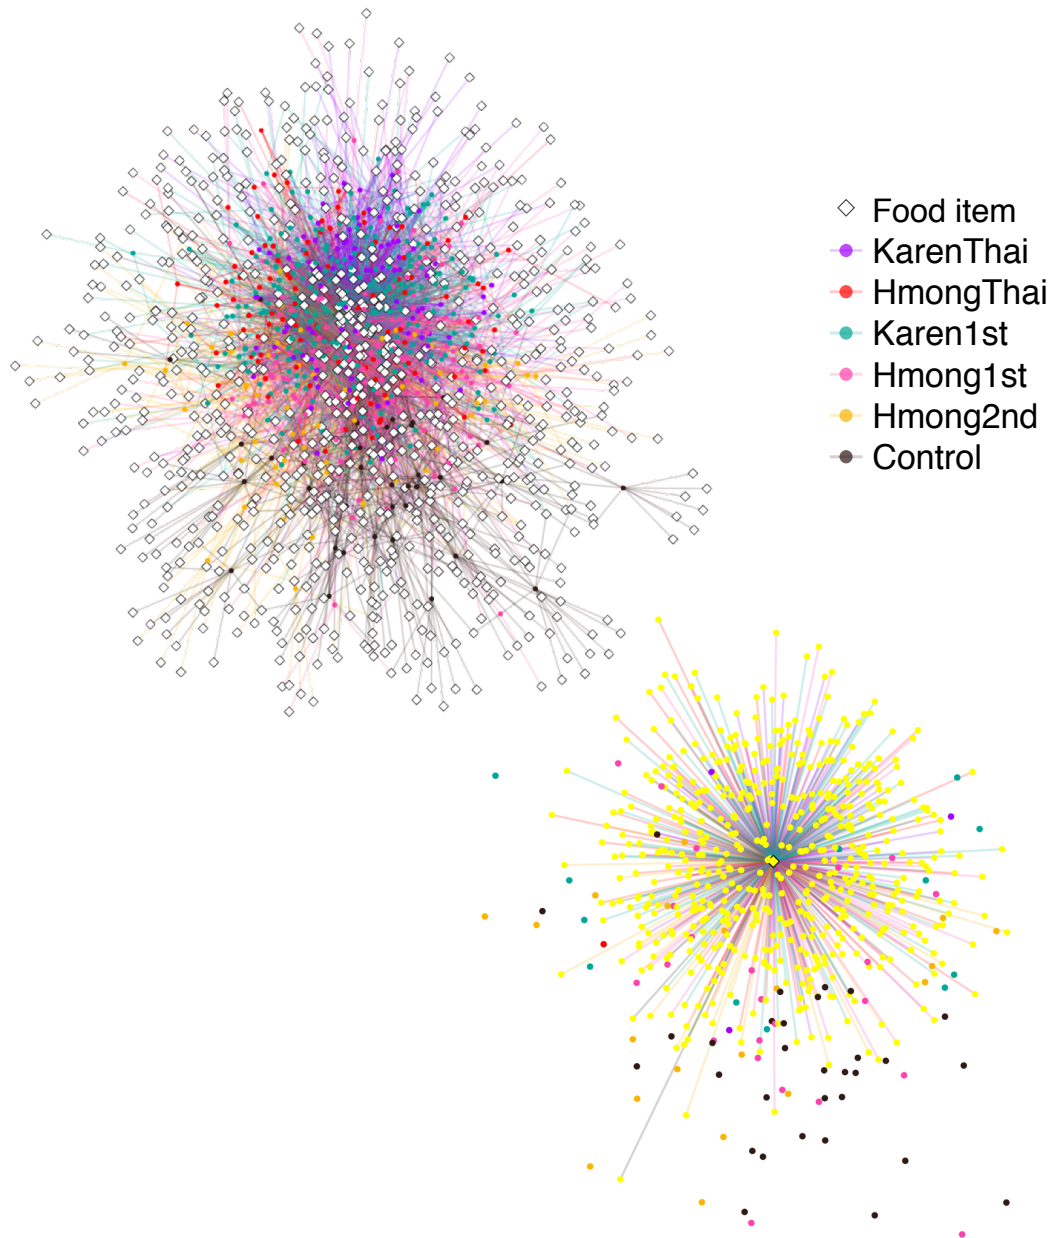 Food item
KarenThai
HmongThai
Karen1st
Hmong1st
Hmong2nd
Control